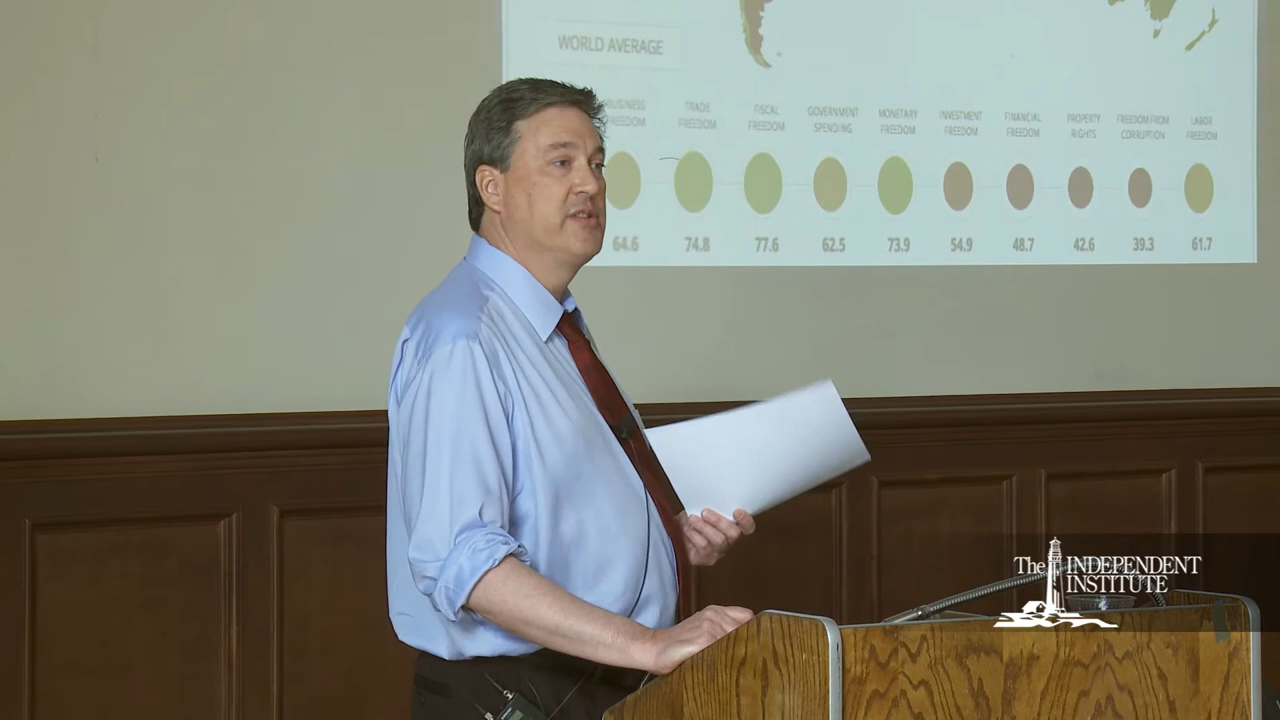 WORLD AVERAGE
BUSINESS TRADE FISCAL GOVERNMENT MONETARY INVESTMENT FINANCIAL PROPERTY FREEDOM FROM LABOR
FREEDOM FREEDOM FREEDOM SPENDING FREEDOM FREEDOM FREEDOM RIGHTS CORRUPTION FREEDOM
64.6 74.8 77.6 62.5 73.9 54.9 48.7 42.6 39.3 61.7
The INDEPENDENT
INSTITUTE